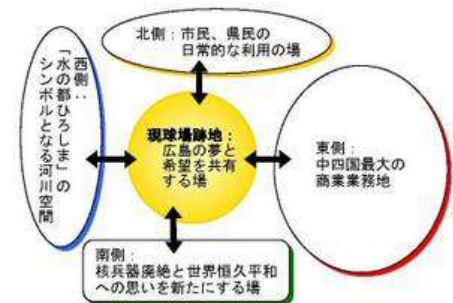 北側：市民、県民の
日常的な利用の場
西側：
「水の都ひろしま」の
シンボルとなる河川空間
現球場跡地：
広島の夢と
希望を共有
する場
東側：
中四国最大の
商業業務地
南側：
核兵器廃絶と世界恒久平和
への思いを新たにする場